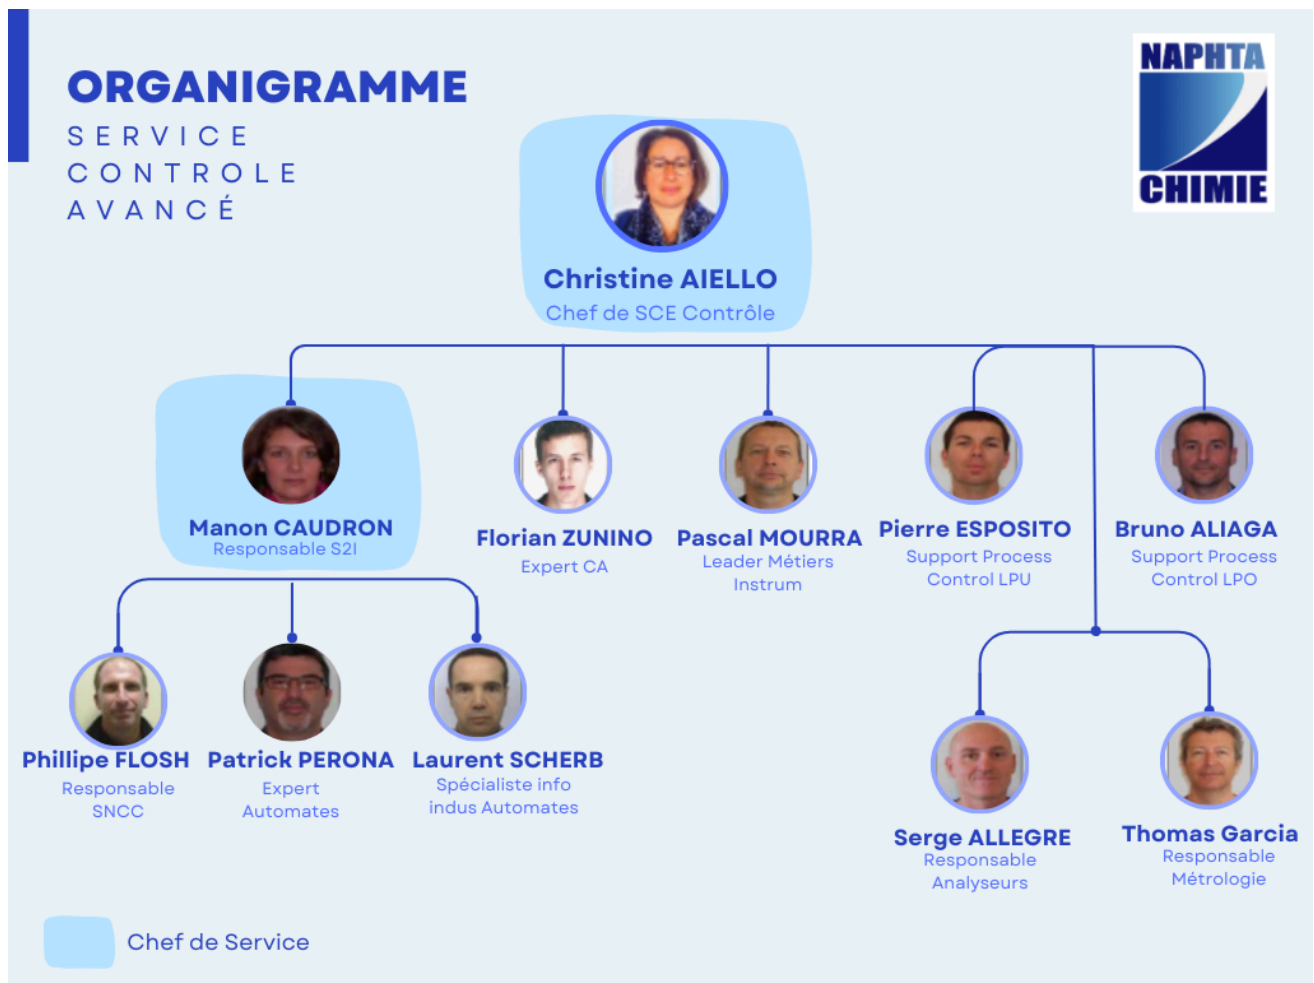 ORGANIGRAMME
SERVICE
CONTROLE
AVANCÉ
NAPHTA
CHIMIE
Christine AIELLO
Chef de SCE Contrôle
Manon CAUDRON
Responsable S2I
Florian ZUNINO
Expert CA
Pascal MOURRA
Leader Métiers
Instrum
Pierre ESPOSITO
Support Process
Control LPU
Bruno ALIAGA
Support Process
Control LPO
Phillipe FLOSH
Responsable
SNCC
Patrick PERONA
Expert
Automates
Laurent SCHERB
Spécialiste info
indus Automates
Serge ALLEGRE
Responsable
Analyseurs
Thomas Garcia
Responsable
Métrologie
Chef de Service